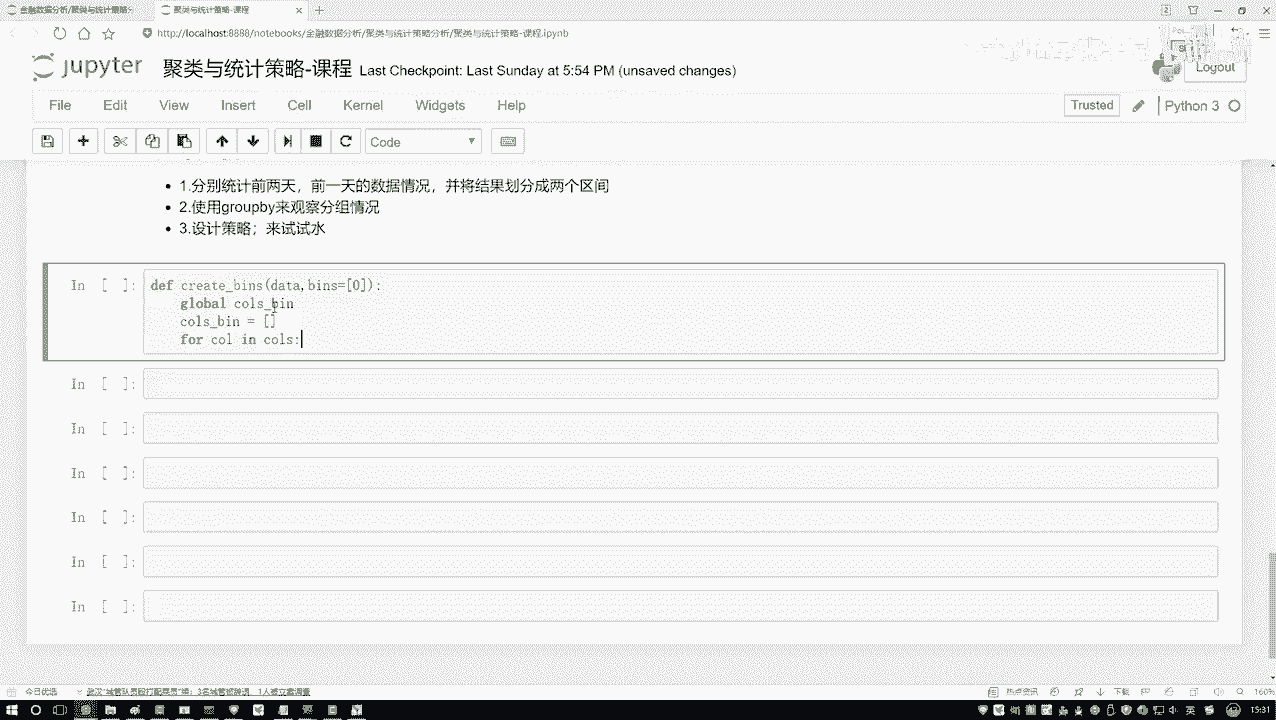 金融数据分析/聚类与统计策略分
聚类与统计策略-课程
http://localhost:8888/notebooks/金融数据分析/聚类与统计策略分析/聚类与统计策略-课程.ipynb
jupyter 聚类与统计策略-课程 Last Checkpoint: Last Sunday at 5:54 PM (unsaved changes)
Logout
File Edit View Insert Cell Kernel Widgets Help
Trusted
Python 3
Code
1.分别统计前两天，前一天的数据情况，并将结果划分成两个区间
2.使用groupby来观察分组情况
3.设计策略；来试试水
In [ ]:
def create_bins(data,bins=[0]):
global cols_bin
cols_bin = []
for col in cols:
In [ ]:
In [ ]:
In [ ]:
In [ ]:
In [ ]:
In [ ]:
今日优选
热点资讯
下载
160%
英
15:31